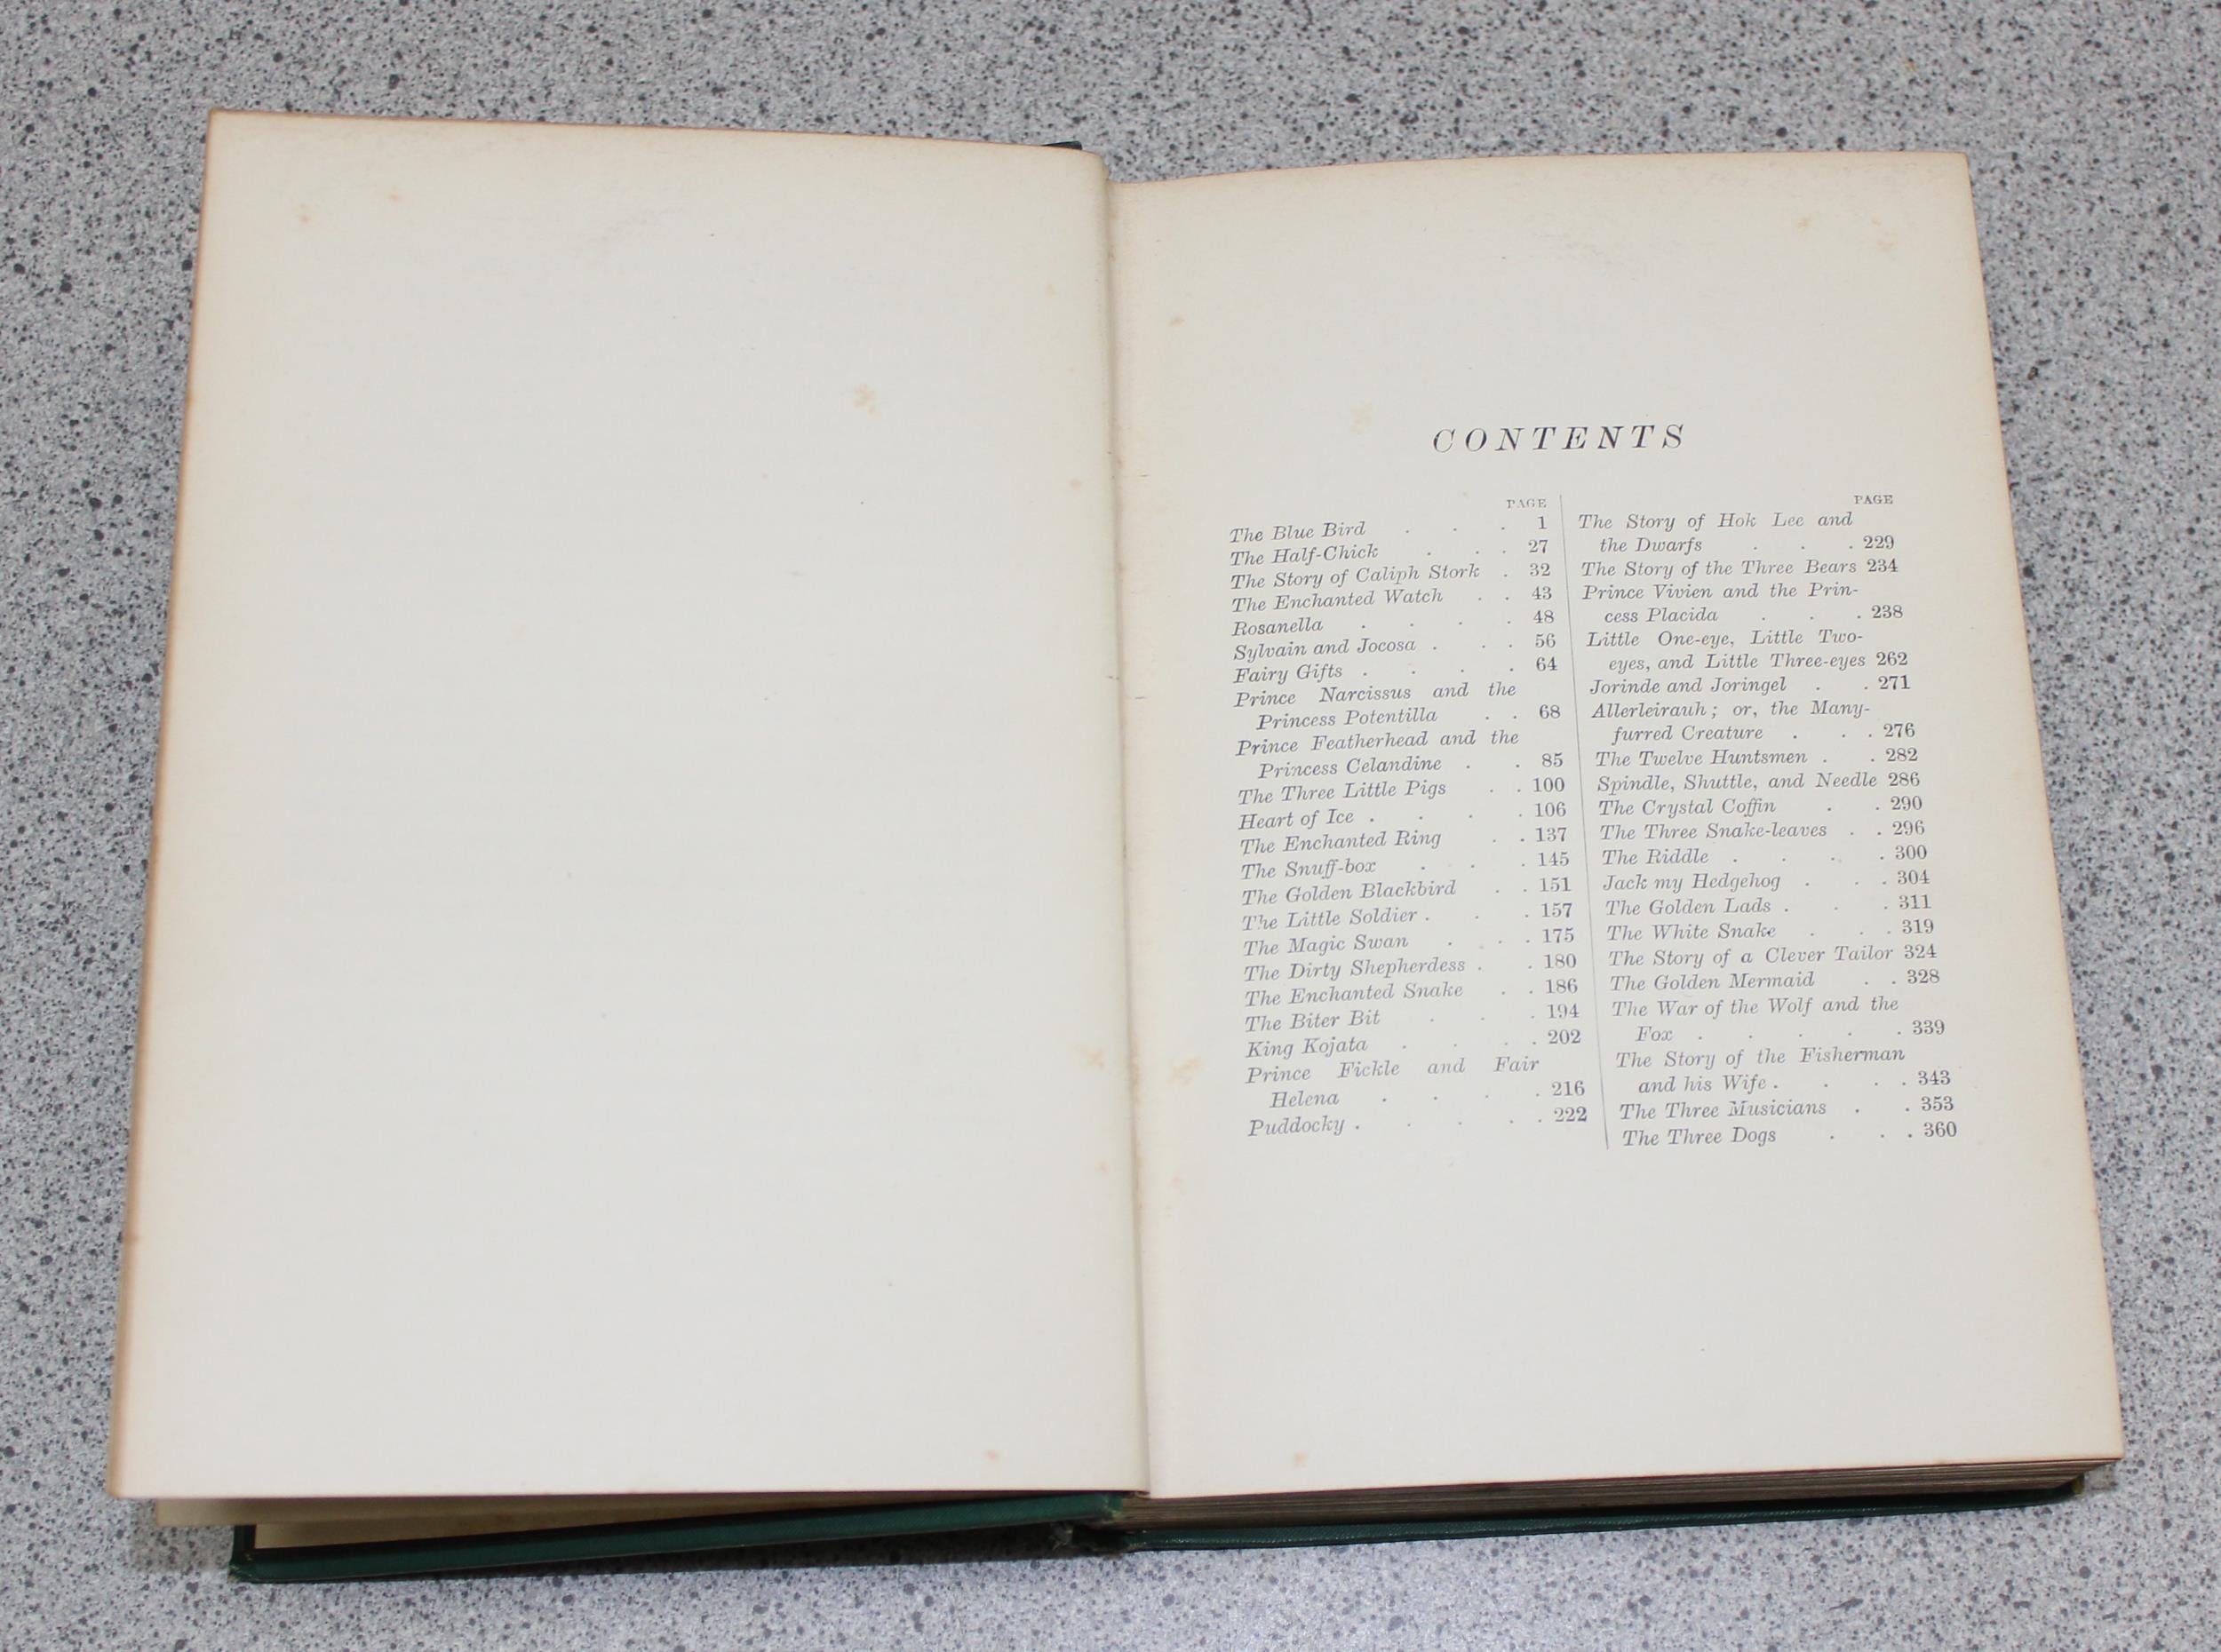 CONTENTS
PAGE
The Blue Bird . . . 1
The Half-Chick . . . 27
The Story of Caliph Stork . 32
The Enchanted Watch . . 43
Rosanella . . . . 48
Sylvain and Jocosa . . . 56
Fairy Gifts . . . . 64
Prince Narcissus and the
Princess Potentilla . . 68
Prince Featherhead and the
Princess Celandine . . 85
The Three Little Pigs . . 100
Heart of Ice . . . . 106
The Enchanted Ring . . 137
The Snuff-box . . . 145
The Golden Blackbird . . 151
The Little Soldier . . . 157
The Magic Swan . . . 175
The Dirty Shepherdess . . 180
The Enchanted Snake . . 186
The Biter Bit . . . 194
King Kojata . . . . 202
Prince Fickle and Fair
Helena . . . . 216
Puddocky . . . . . 222
PAGE
The Story of Hok Lee and
the Dwarfs . . . 229
The Story of the Three Bears 234
Prince Vivien and the Prin-
cess Placida . . . 238
Little One-eye, Little Two-
eyes, and Little Three-eyes 262
Jorinde and Joringel . . 271
Allerleirauh ; or, the Many-
furred Creature . . . 276
The Twelve Huntsmen . . 282
Spindle, Shuttle, and Needle 286
The Crystal Coffin . . 290
The Three Snake-leaves . . 296
The Riddle . . . . 300
Jack my Hedgehog . . . 304
The Golden Lads . . . 311
The White Snake . . . 319
The Story of a Clever Tailor 324
The Golden Mermaid . . 328
The War of the Wolf and the
Fox . . . . . 339
The Story of the Fisherman
and his Wife . . . . 343
The Three Musicians . . 353
The Three Dogs . . . 360